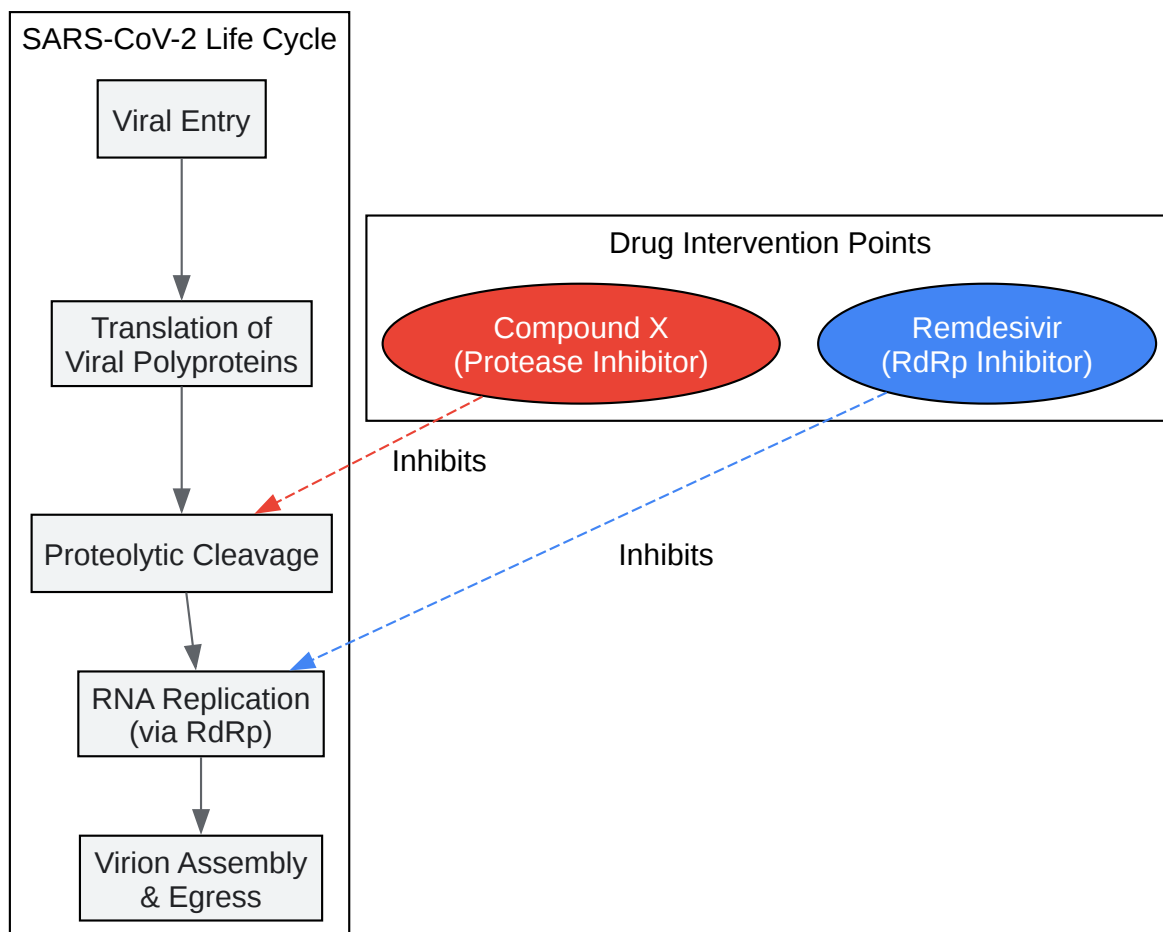 SARS-CoV-2 Life Cycle
Viral Entry
Translation of
Viral Polyproteins
Proteolytic Cleavage
RNA Replication
(via RdRp)
Virion Assembly
& Egress
Drug Intervention Points
Compound X
(Protease Inhibitor)
Remdesivir
(RdRp Inhibitor)
Inhibits
Inhibits